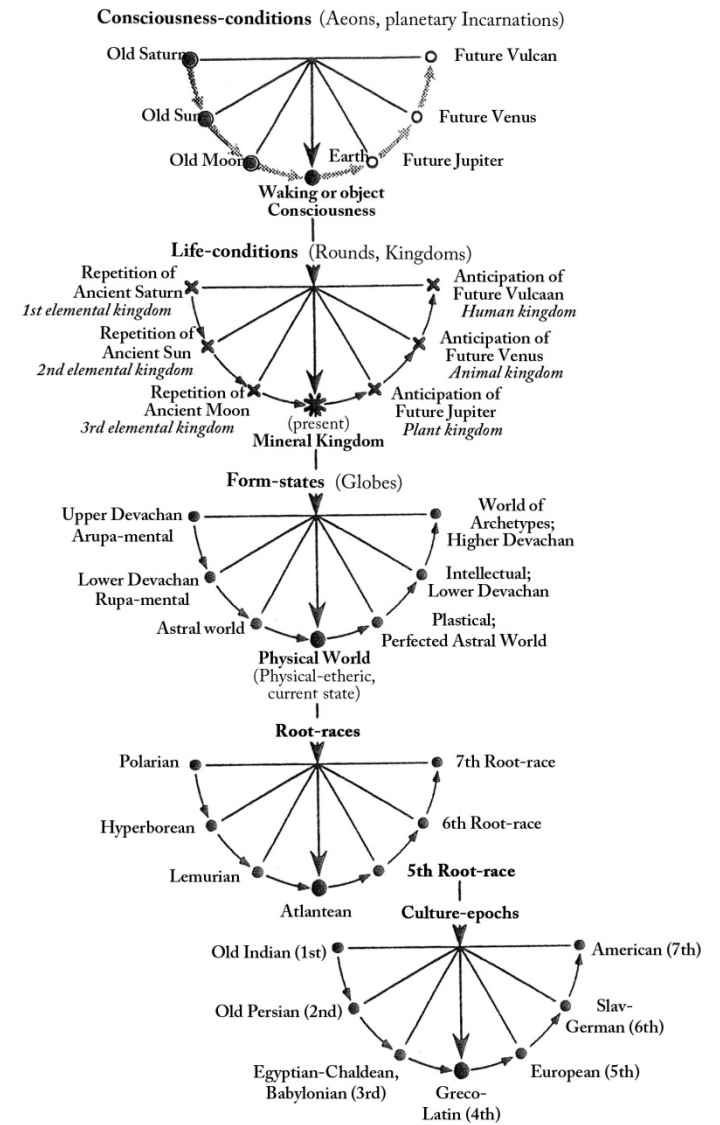 Consciousness-conditions (Aeons, planetary Incarnations)
Old Saturn
Future Vulcan
Old Sun
Future Venus
Old Moon
Earth
Future Jupiter
Waking or object
Consciousness
Life-conditions (Rounds, Kingdoms)
Repetition of
Ancient Saturn
1st elemental kingdom
Anticipation of
Future Vulcaan
Human kingdom
Repetition of
Ancient Sun
2nd elemental kingdom
Anticipation of
Future Venus
Animal kingdom
Repetition of
Ancient Moon
3rd elemental kingdom
Anticipation of
Future Jupiter
Plant kingdom
(present)
Mineral Kingdom
Form-states (Globes)
Upper Devachan
Arupa-mental
World of
Archetypes;
Higher Devachan
Lower Devachan
Rupa-mental
Intellectual;
Lower Devachan
Astral world
Plastical;
Perfected Astral World
Physical World
(Physical-etheric,
current state)
Root-races
Polarian
7th Root-race
Hyperborean
6th Root-race
Lemurian
5th Root-race
Atlantean
Culture-epochs
Old Indian (1st)
American (7th)
Old Persian (2nd)
Slav-
German (6th)
Egyptian-Chaldean,
Babylonian (3rd)
European (5th)
Greco-
Latin (4th)